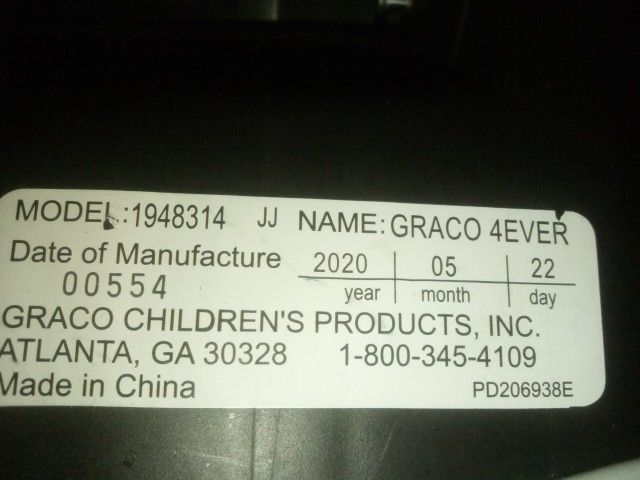 MODEL:1948314 JJ NAME: GRACO 4EVER
Date of Manufacture 2020 05 22
00554 year month day
GRACO CHILDREN'S PRODUCTS, INC.
ATLANTA, GA 30328 1-800-345-4109
Made in China PD206938E